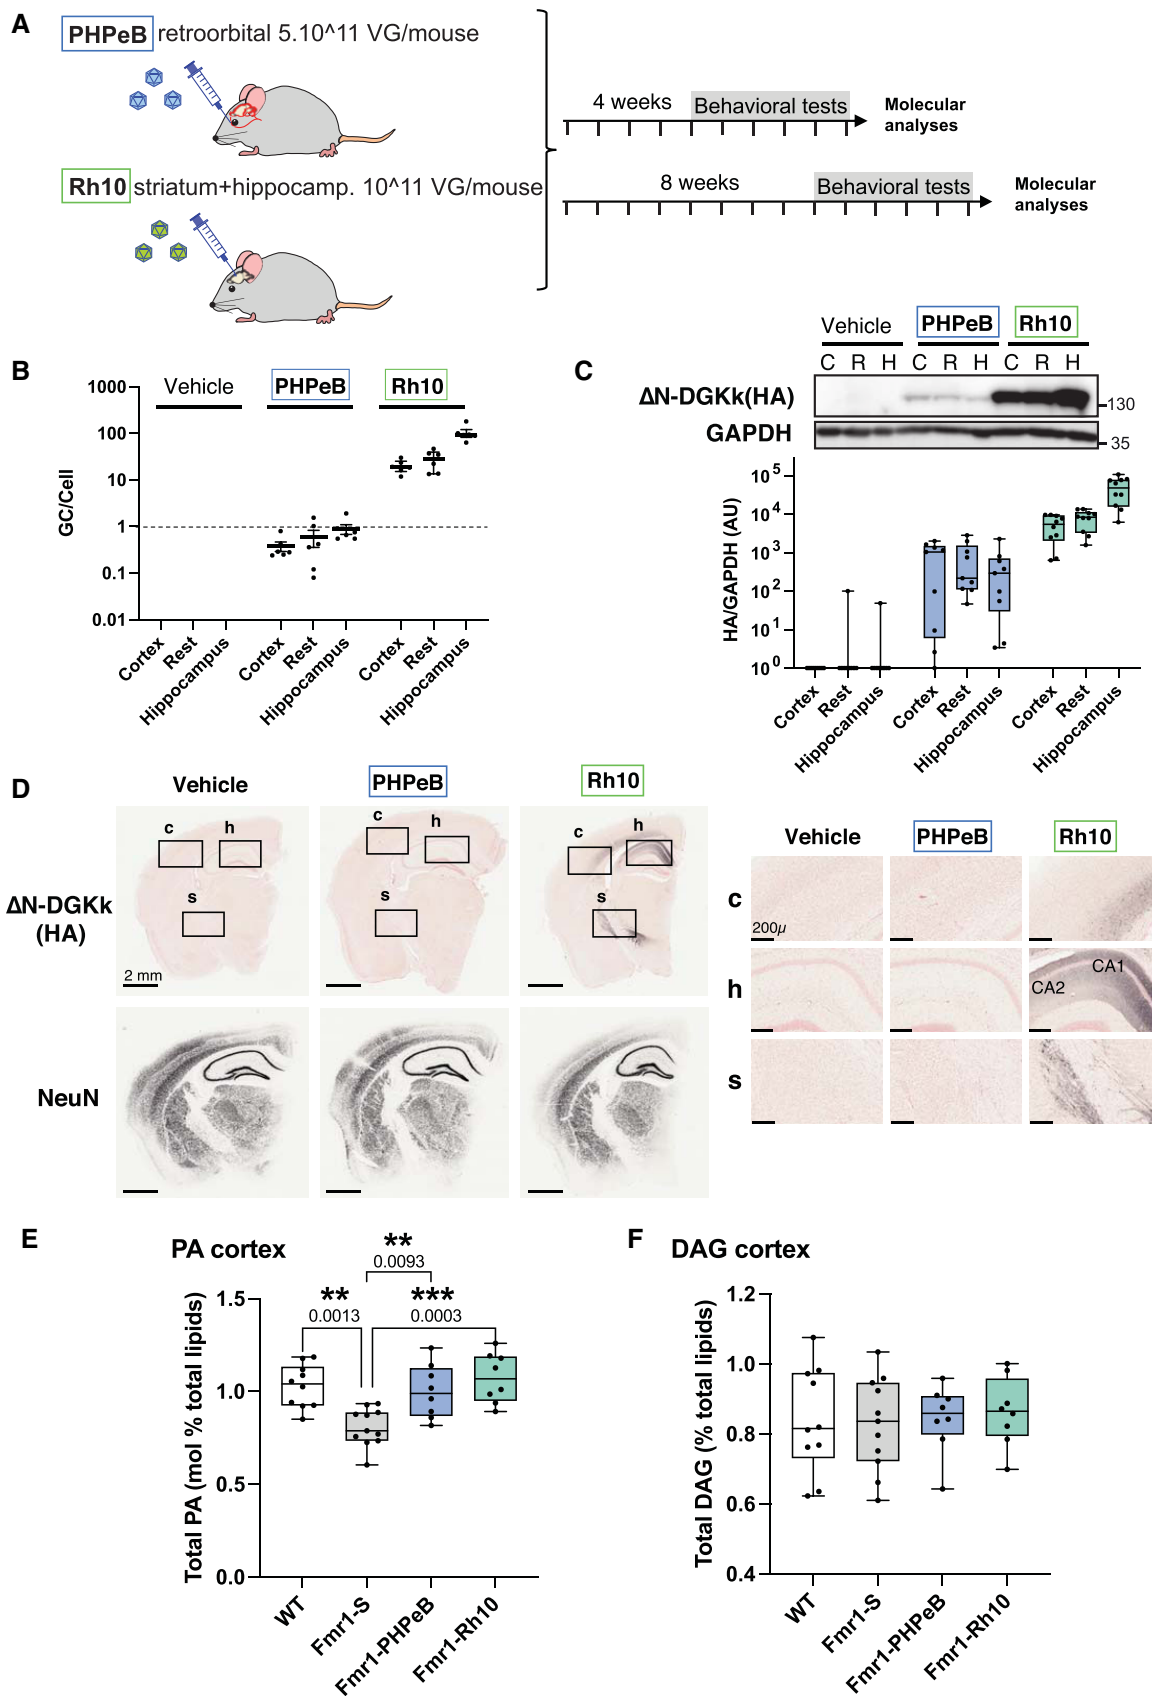 A
PHPeB retroorbital 5.10^11 VG/mouse
4 weeks
Behavioral tests
Molecular
analyses
Rh10 striatum+hippocamp. 10^11 VG/mouse
8 weeks
Behavioral tests
Molecular
analyses
B
Vehicle PHPeB Rh10
GC/Cell
1000
100
10
1
0.1
0.01
Cortex Rest Hippocampus Cortex Rest Hippocampus Cortex Rest Hippocampus
C
Vehicle PHPeB Rh10
C R H C R H C R H
ΔN-DGKk(HA)
130
GAPDH
35
HA/GAPDH (AU)
10^5
10^4
10^3
10^2
10^1
10^0
Cortex Rest Hippocampus Cortex Rest Hippocampus Cortex Rest Hippocampus
D
Vehicle PHPeB Rh10
c h c h c h
s s s
ΔN-DGKk
(HA)
2 mm
NeuN
Vehicle PHPeB Rh10
c
200µ
h
CA1
CA2
s
E
PA cortex
**
0.0093
** ***
0.0013 0.0003
Total PA (mol % total lipids)
1.5
1.0
0.5
0.0
WT Fmr1-S Fmr1-PHPeB Fmr1-Rh10
F
DAG cortex
Total DAG (% total lipids)
1.2
1.0
0.8
0.6
0.4
WT Fmr1-S Fmr1-PHPeB Fmr1-Rh10